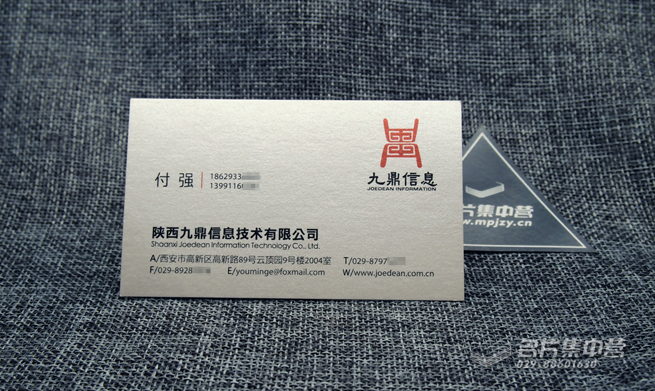 付 强
1862933
1399116
九鼎信息
JOEDEAN INFORMATION
陕西九鼎信息技术有限公司
Shaanxi Joedean Information Technology Co., Ltd.
A/西安市高新区高新路89号云顶园9号楼2004室 T/029-8797
F/029-8928 E/youminge@foxmail.com W/www.joedean.com.cn
片集中营
w.mpjzy.cn
名片集中营
029-88601630